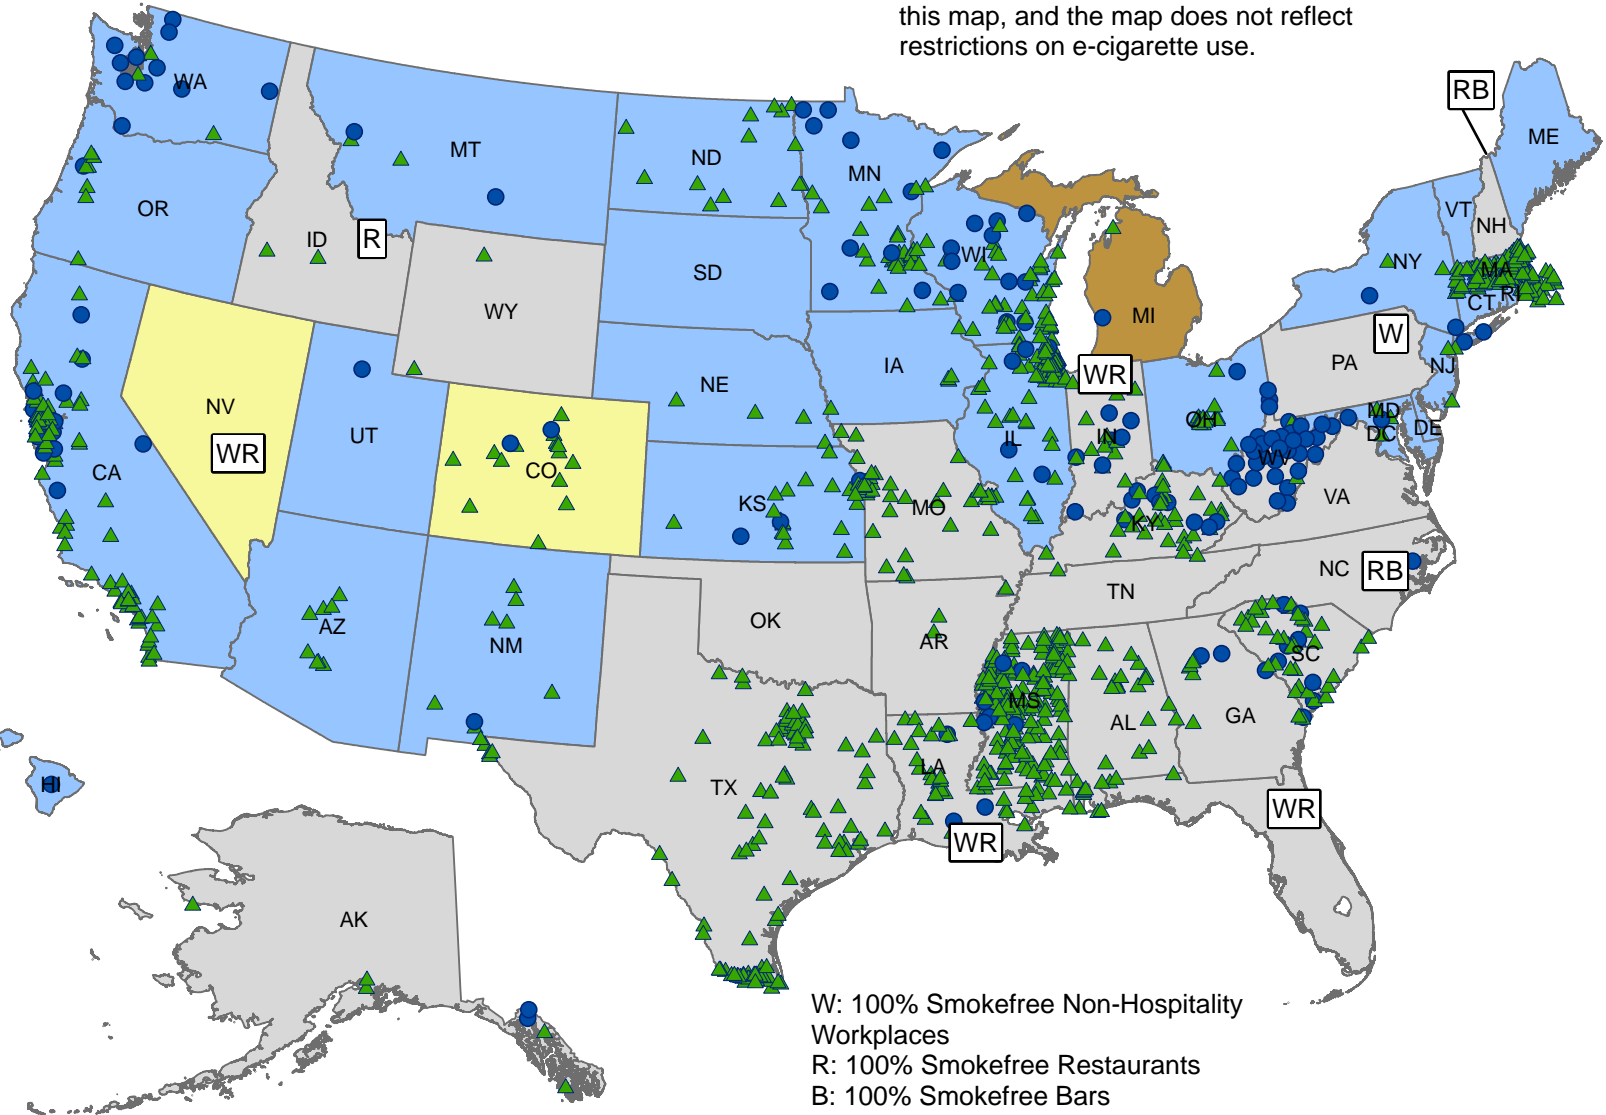 this map, and the map does not reflect
restrictions on e-cigarette use.
WA
RB
ME
MT
ND
MN
OR
VT
NH
ID
R
WI
NY
MA
SD
RI
CT
WY
MI
W
PA
IA
WR
NJ
NE
NV
MD
OH
DC
DE
UT
IL
IN
WR
CA
CO
WV
VA
KS
MO
KY
NC
RB
TN
OK
AZ
AR
NM
SC
MS
GA
AL
LA
HI
TX
WR
WR
AK
W: 100% Smokefree Non-Hospitality
Workplaces
R: 100% Smokefree Restaurants
B: 100% Smokefree Bars